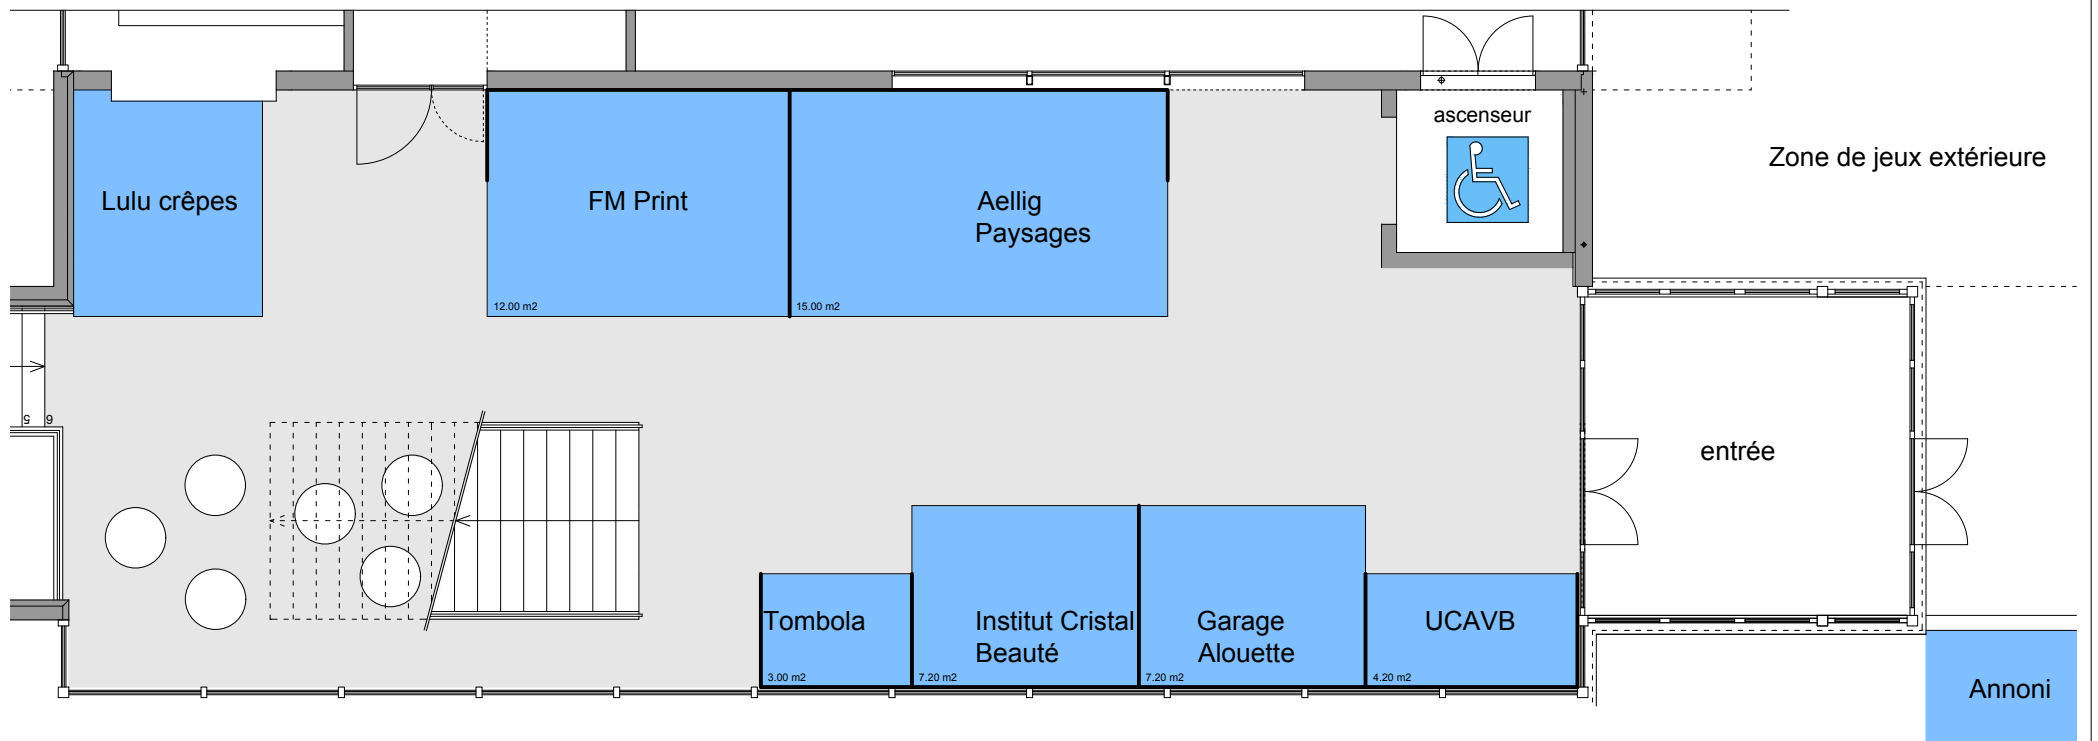 ascenseur
Zone de jeux extérieure
Lulu crêpes
FM Print
Aellig
Paysages
12.00 m2
15.00 m2
5
6
entrée
Tombola
Institut Cristal
Beauté
Garage
Alouette
UCAVB
3.00 m2
7.20 m2
7.20 m2
4.20 m2
Annoni